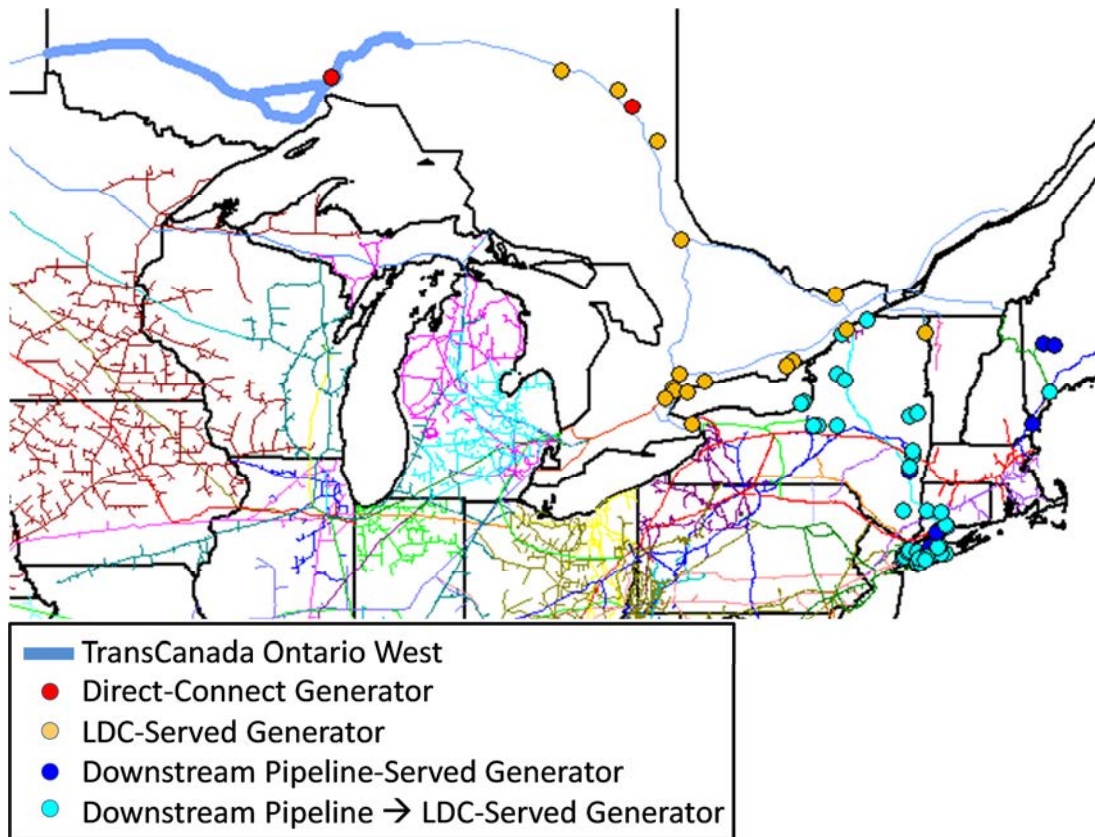 TransCanada Ontario West
Direct-Connect Generator
LDC-Served Generator
Downstream Pipeline-Served Generator
Downstream Pipeline → LDC-Served Generator